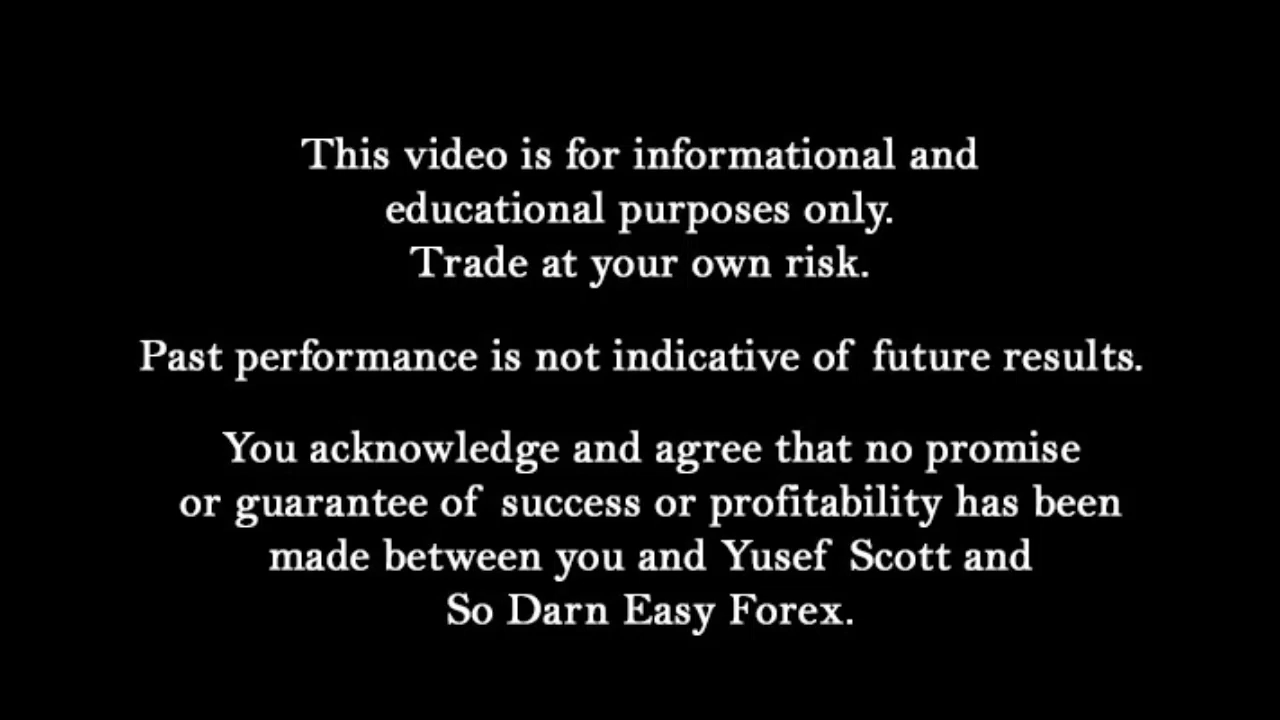 This video is for informational and
educational purposes only.
Trade at your own risk.
Past performance is not indicative of future results.
You acknowledge and agree that no promise
or guarantee of success or profitability has been
made between you and Yusef Scott and
So Darn Easy Forex.